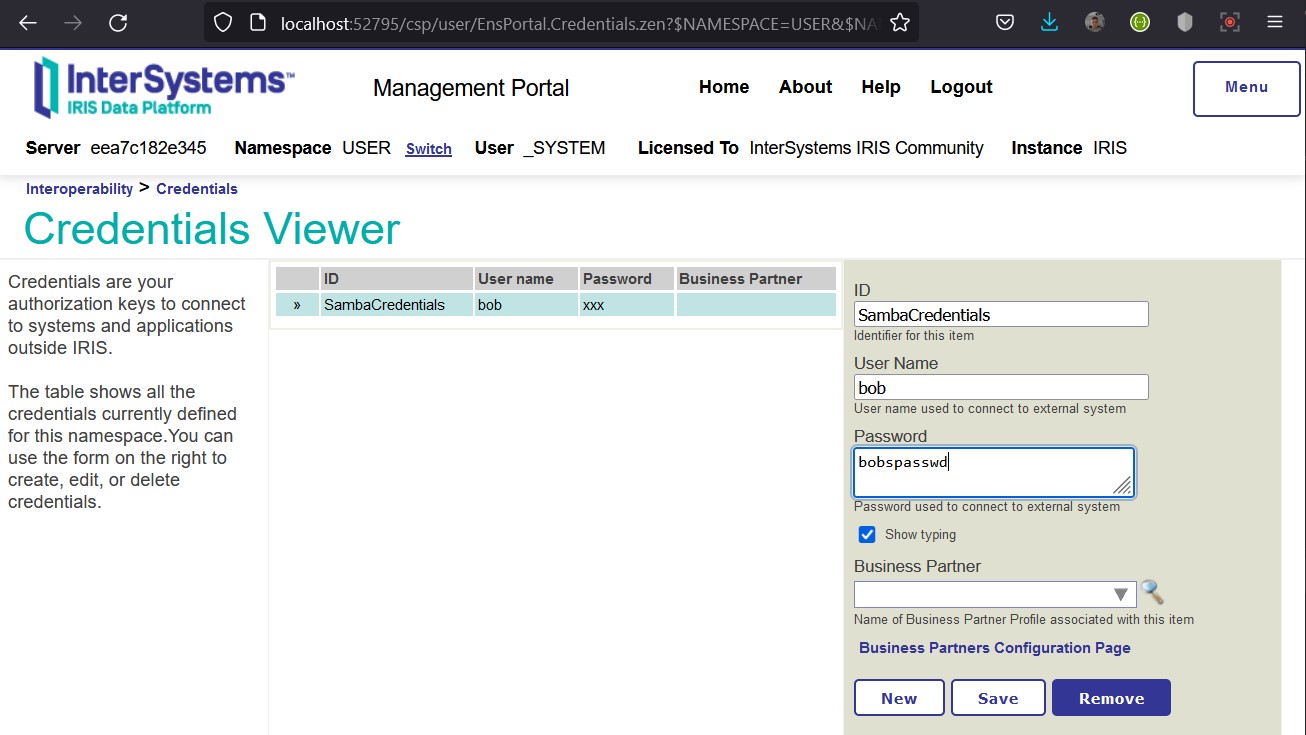 localhost:52795/csp/user/EnsPortal.Credentials.zen?$NAMESPACE=USER&$NA
InterSystems™
IRIS Data Platform
Management Portal
Home About Help Logout
Menu
Server eea7c182e345 Namespace USER Switch User _SYSTEM Licensed To InterSystems IRIS Community Instance IRIS
Interoperability > Credentials
Credentials Viewer
Credentials are your
authorization keys to connect
to systems and applications
outside IRIS.
The table shows all the
credentials currently defined
for this namespace.You can
use the form on the right to
create, edit, or delete
credentials.
ID User name Password Business Partner
» SambaCredentials bob xxx
ID
SambaCredentials
Identifier for this item
User Name
bob
User name used to connect to external system
Password
bobspasswd
Password used to connect to external system
Show typing
Business Partner
Name of Business Partner Profile associated with this item
Business Partners Configuration Page
New Save Remove